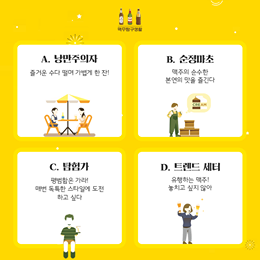 맥무침구생활
A. 낭만주의자
즐거운 수다 떨며 가볍게 한 잔!
B. 순정마초
맥주의 순수한
본연의 맛을 즐긴다
C. 탐험가
평범함은 가라!
매번 독특한 스타일에 도전
하고 싶다
D. 트렌드 세터
유행하는 맥주!
놓치고 싶지 않아